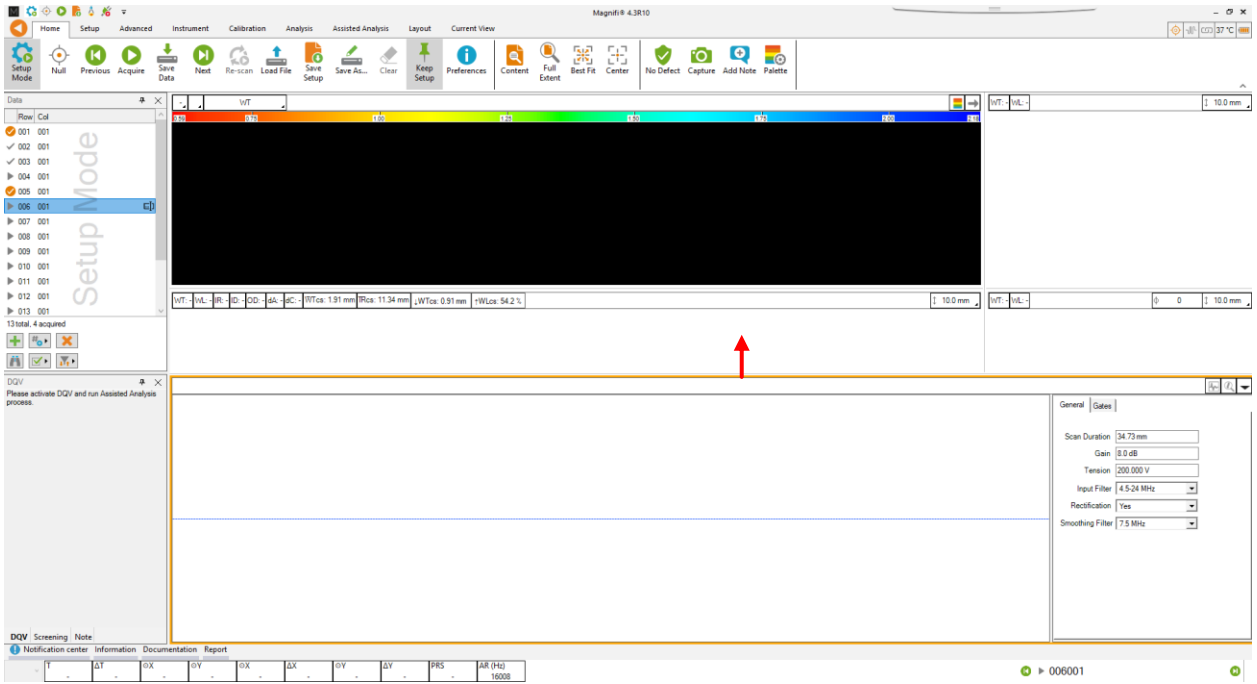 Magnifi® 4.3R10
Home Setup Advanced Instrument Calibration Analysis Assisted Analysis Layout Current View
37 °C
Setup Mode
Null
Previous
Acquire
Save Data
Next
Re-scan
Load File
Save Setup
Save As...
Clear
Keep Setup
Preferences
Content
Full Extent
Best Fit
Center
No Defect
Capture
Add Note
Palette
Data
Row Col
001 001
002 001
003 001
004 001
005 001
006 001
007 001
008 001
009 001
010 001
011 001
012 001
013 001
Setup Mode
13 total, 4 acquired
- WT
0.75 1.00 1.25 1.50 1.75 2.00
WT: - WL: - 10.0 mm
WT: - WL: - IR: - ID: - OD: - dA: - dC: - WTcs: 1.91 mm IRcs: 11.34 mm ↓WTcs: 0.91 mm ↑WLcs: 54.2 % 10.0 mm
WT: - WL: - 0 10.0 mm
DQV
Please activate DQV and run Assisted Analysis
process.
General Gates
Scan Duration 34.73 mm
Gain 8.0 dB
Tension 200.000 V
Input Filter 4.5-24 MHz
Rectification Yes
Smoothing Filter 7.5 MHz
DQV Screening Note
Notification center Information Documentation Report
T ΔT ΔX ΔY PRS AR (Hz)
- - - - - - - - - 16008
006001